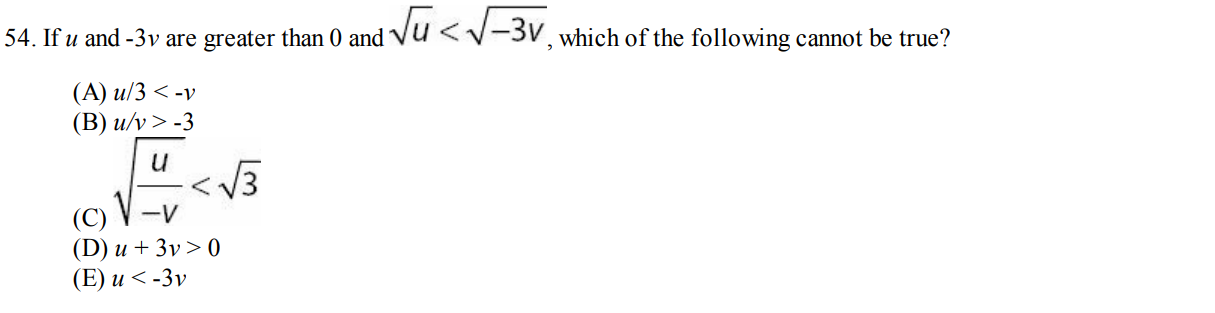 54. If u and -3v are greater than 0 and √u < √−3v, which of the following cannot be true?
(A) u/3 < -v
(B) u/v > -3
(C) √(u/−v) < √3
(D) u + 3v > 0
(E) u < -3v